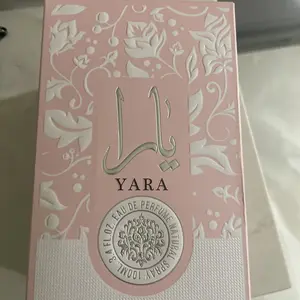 يارا
YARA
EAU DE PERFUME NATURAL SPRAY 100ML 3.4 FL.OZ